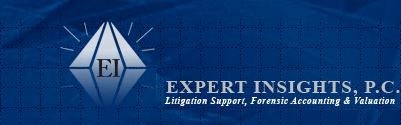 EI
EXPERT INSIGHTS, P.C.
Litigation Support, Forensic Accounting & Valuation